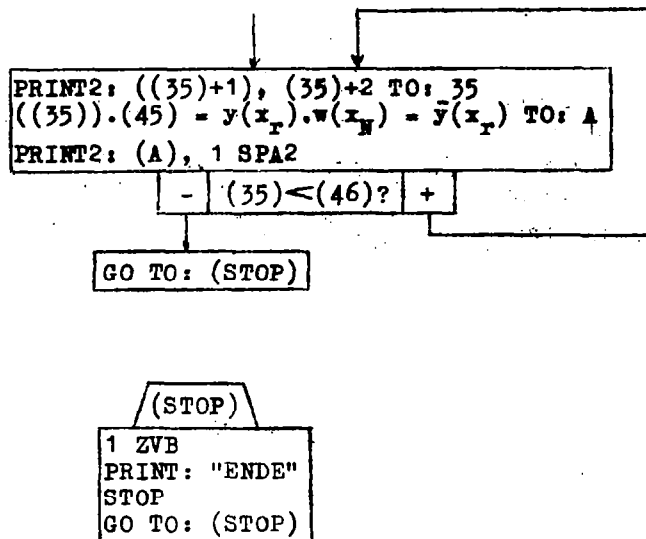 PRINT2: ((35)+1), (35)+2 TO: 35
((35)).(45) = y(x_r).w(x_N) = ȳ(x_r) TO: A
PRINT2: (A), 1 SPA2
- (35)<(46)? +
GO TO: (STOP)
(STOP)
1 ZVB
PRINT: "ENDE"
STOP
GO TO: (STOP)